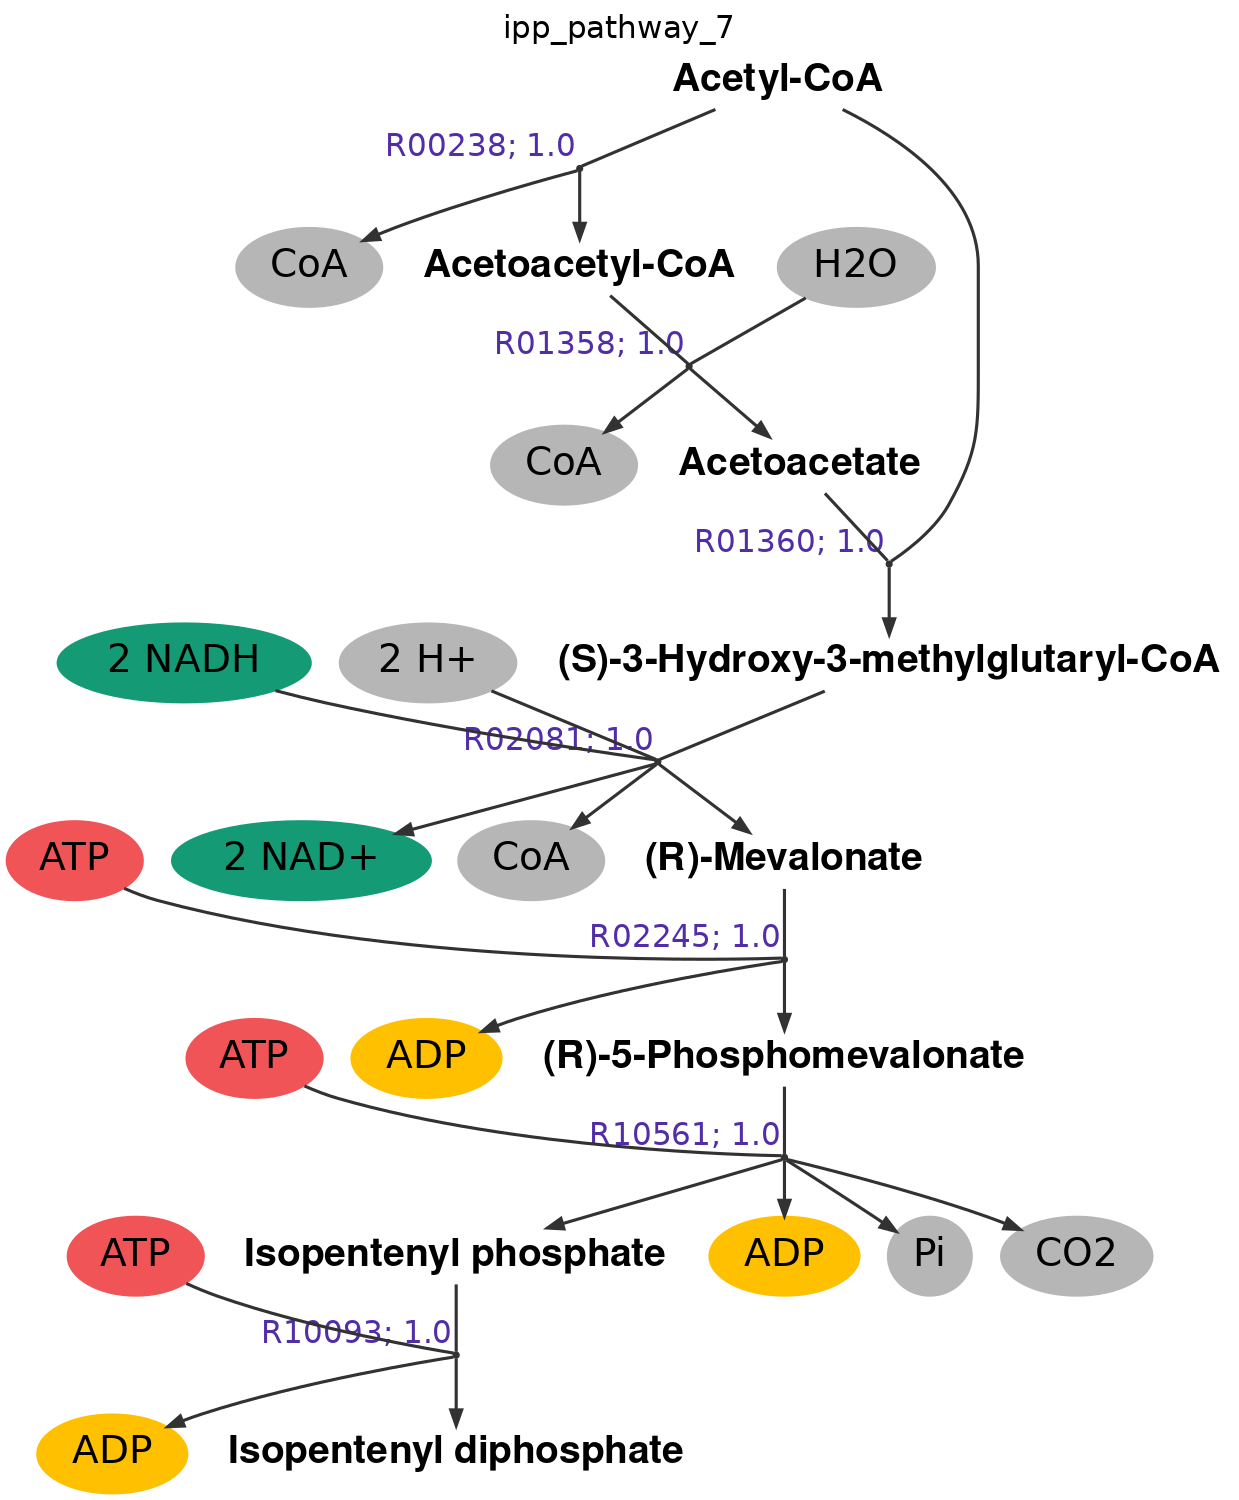 ipp_pathway_7
Acetyl-CoA
R00238; 1.0
CoA
Acetoacetyl-CoA
H2O
R01358; 1.0
CoA
Acetoacetate
R01360; 1.0
2 NADH
2 H+
(S)-3-Hydroxy-3-methylglutaryl-CoA
R02081; 1.0
ATP
2 NAD+
CoA
(R)-Mevalonate
R02245; 1.0
ATP
ADP
(R)-5-Phosphomevalonate
R10561; 1.0
ATP
Isopentenyl phosphate
ADP
Pi
CO2
R10093; 1.0
ADP
Isopentenyl diphosphate